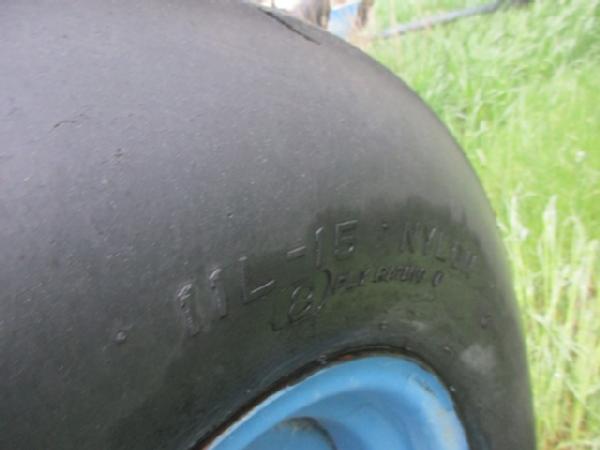 11L-15 NYLON
(8) PLY RATING